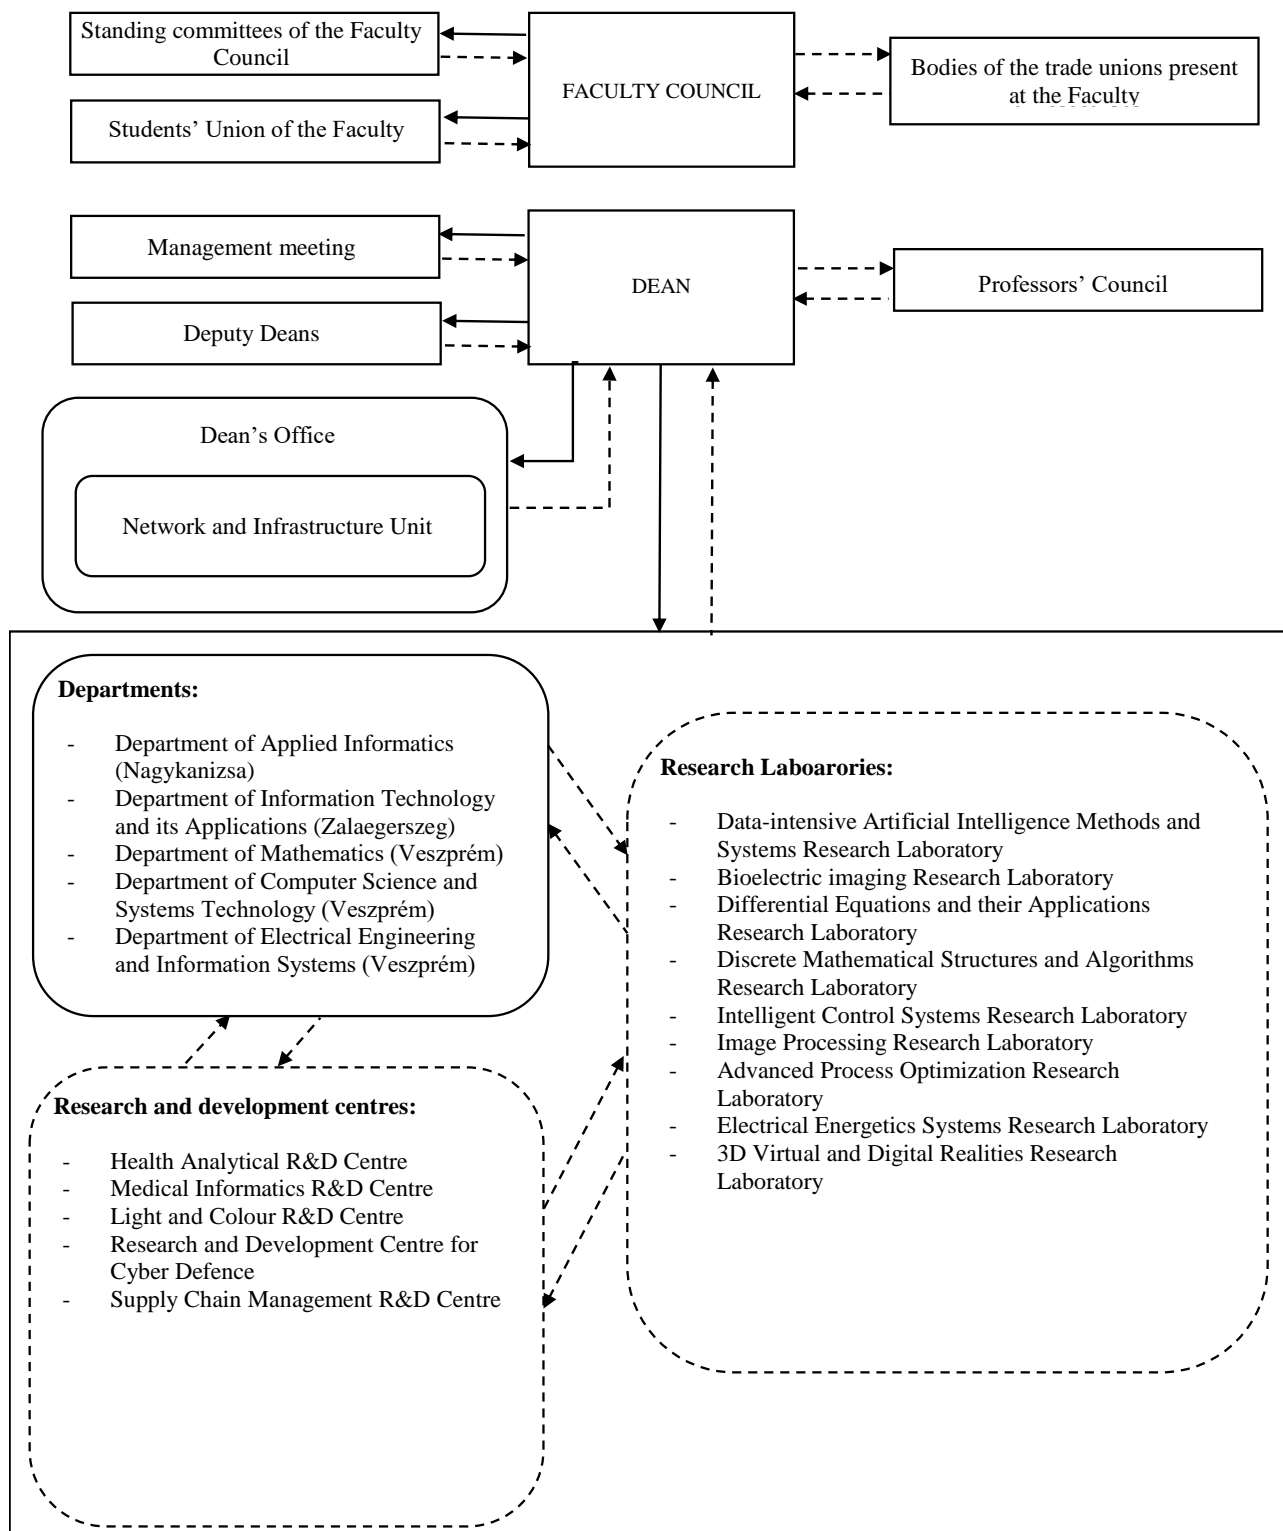 Standing committees of the Faculty
Council
FACULTY COUNCIL
Bodies of the trade unions present
at the Faculty
Students’ Union of the Faculty
Management meeting
DEAN
Professors’ Council
Deputy Deans
Dean’s Office
Network and Infrastructure Unit
Departments:
- Department of Applied Informatics
(Nagykanizsa)
- Department of Information Technology
and its Applications (Zalaegerszeg)
- Department of Mathematics (Veszprém)
- Department of Computer Science and
Systems Technology (Veszprém)
- Department of Electrical Engineering
and Information Systems (Veszprém)
Research Laboarories:
- Data-intensive Artificial Intelligence Methods and
Systems Research Laboratory
- Bioelectric imaging Research Laboratory
- Differential Equations and their Applications
Research Laboratory
- Discrete Mathematical Structures and Algorithms
Research Laboratory
- Intelligent Control Systems Research Laboratory
- Image Processing Research Laboratory
- Advanced Process Optimization Research
Laboratory
- Electrical Energetics Systems Research Laboratory
- 3D Virtual and Digital Realities Research
Laboratory
Research and development centres:
- Health Analytical R&D Centre
- Medical Informatics R&D Centre
- Light and Colour R&D Centre
- Research and Development Centre for
Cyber Defence
- Supply Chain Management R&D Centre